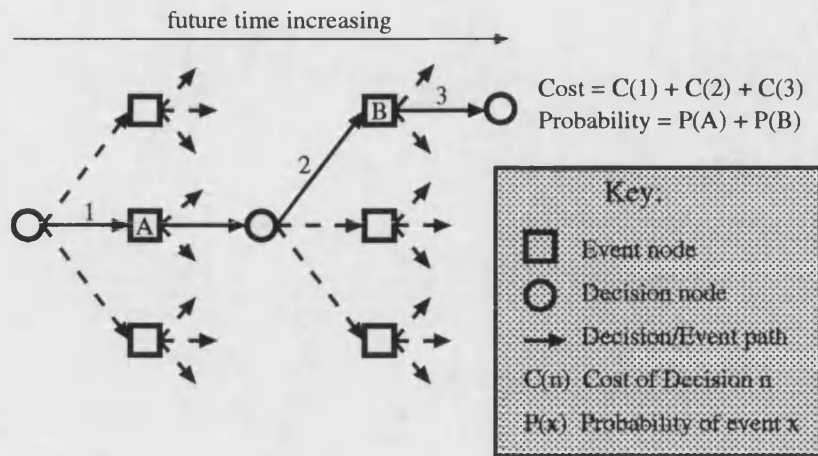 future time increasing
B
3
Cost = C(1) + C(2) + C(3)
Probability = P(A) + P(B)
2
1
A
Key:
Event node
Decision node
Decision/Event path
C(n) Cost of Decision n
P(x) Probability of event x